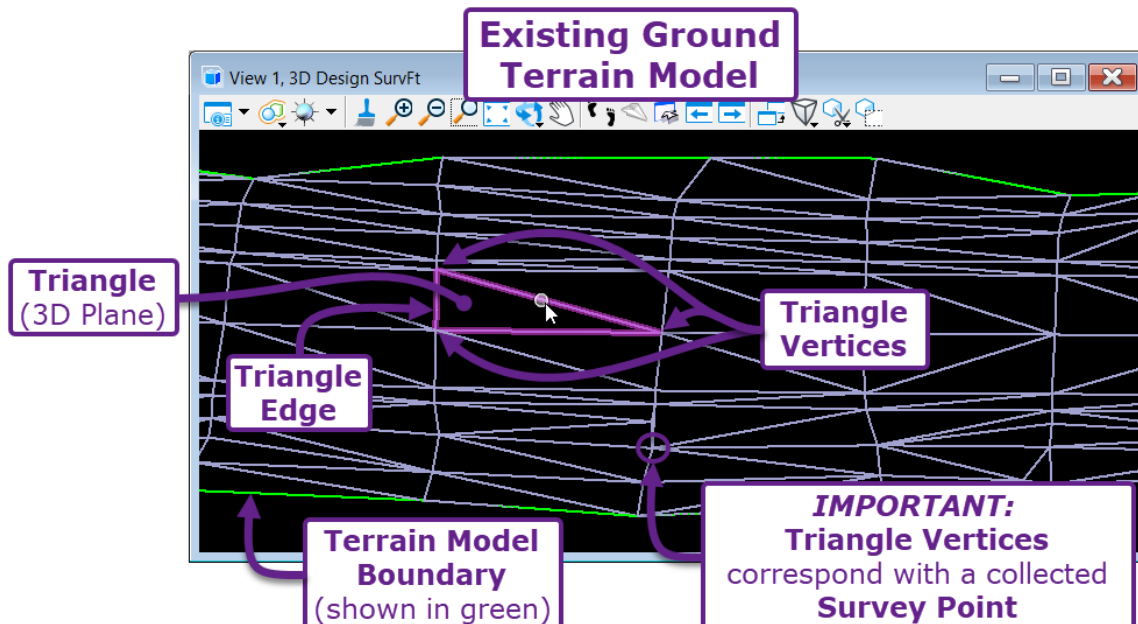 Existing Ground
Terrain Model
View 1, 3D Design SurvFt
Triangle
(3D Plane)
Triangle
Edge
Triangle
Vertices
Terrain Model
Boundary
(shown in green)
IMPORTANT:
Triangle Vertices
correspond with a collected
Survey Point